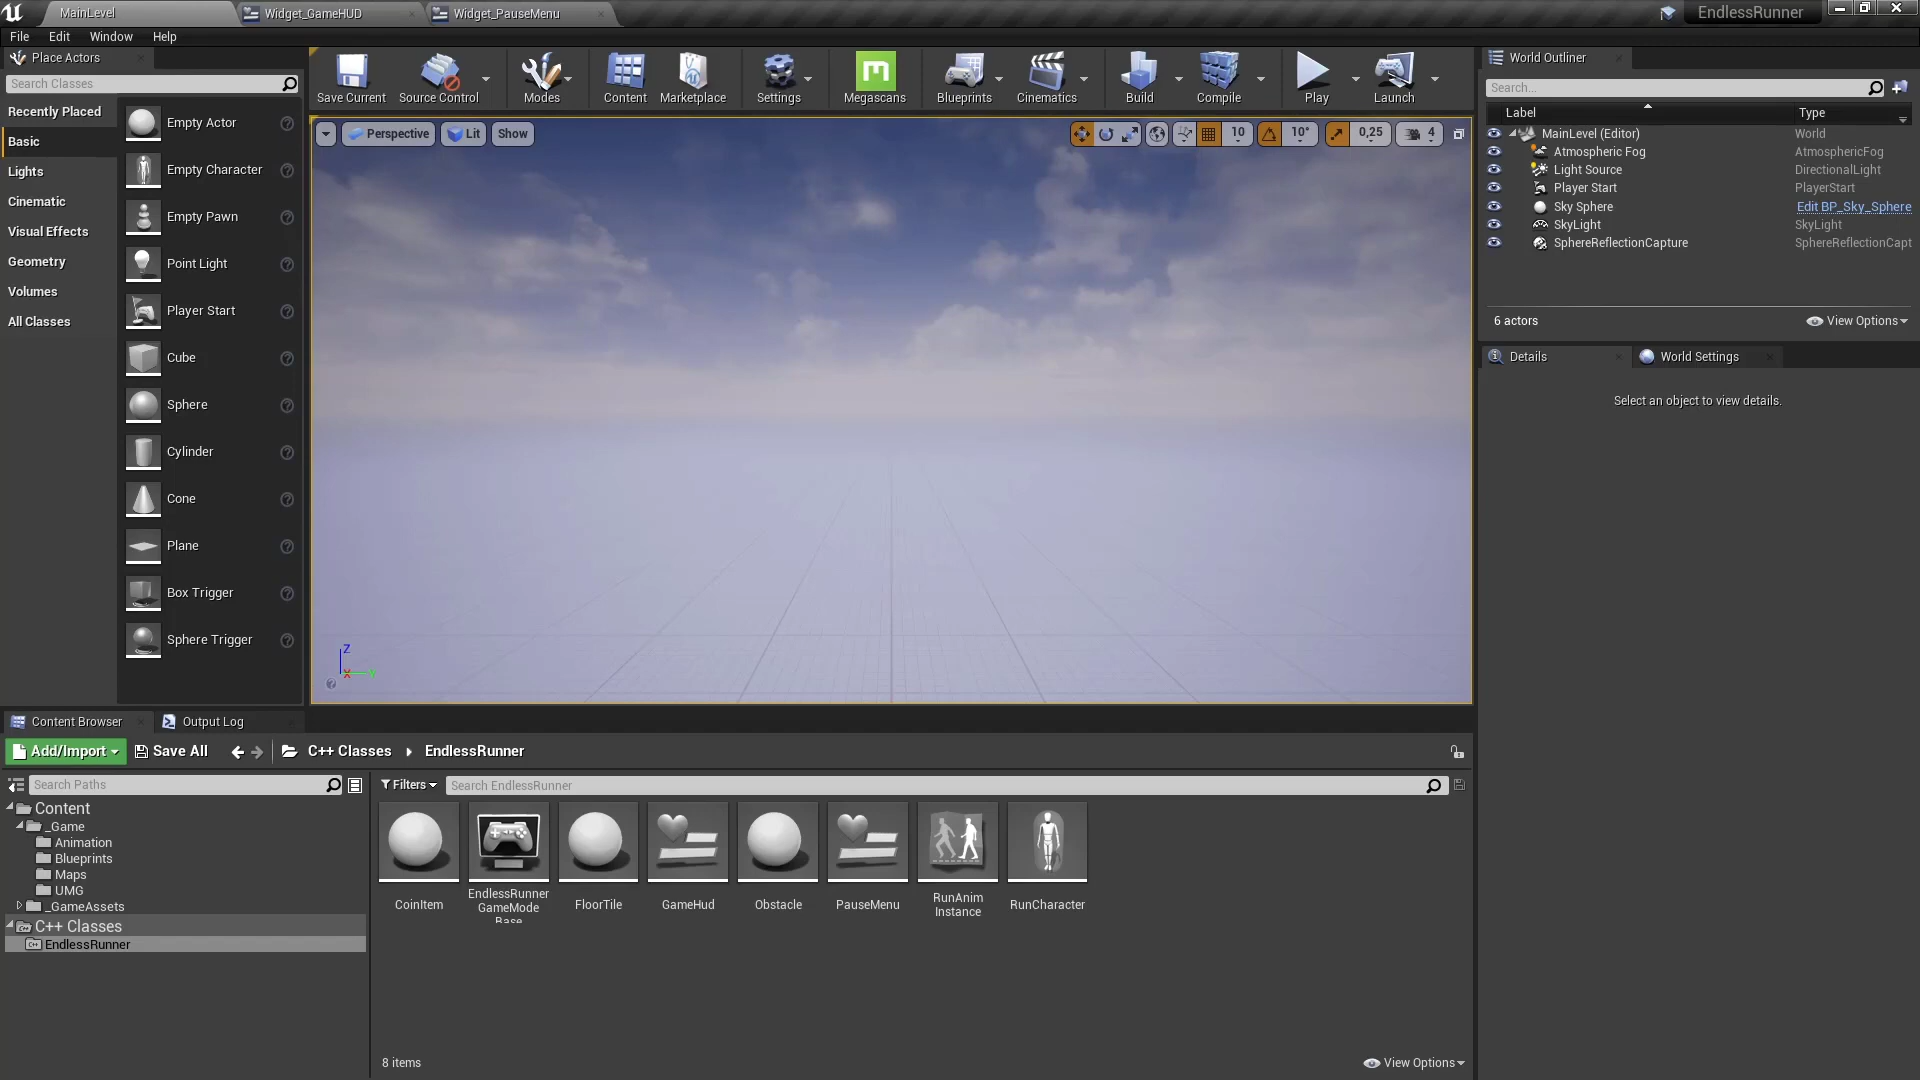 MainLevel
Widget_GameHUD
Widget_PauseMenu
EndlessRunner
File
Edit
Window
Help
Place Actors
Search Classes
Recently Placed
Basic
Lights
Cinematic
Visual Effects
Geometry
Volumes
All Classes
Empty Actor
Empty Character
Empty Pawn
Point Light
Player Start
Cube
Sphere
Cylinder
Cone
Plane
Box Trigger
Sphere Trigger
Save Current
Source Control
Modes
Content
Marketplace
Settings
Megascans
Blueprints
Cinematics
Build
Compile
Play
Launch
Perspective
Lit
Show
10
10°
0,25
4
Z
X
Y
World Outliner
Search...
Label
Type
MainLevel (Editor)
World
Atmospheric Fog
AtmosphericFog
Light Source
DirectionalLight
Player Start
PlayerStart
Sky Sphere
Edit BP_Sky_Sphere
SkyLight
SkyLight
SphereReflectionCapture
SphereReflectionCapt
6 actors
View Options
Details
World Settings
Select an object to view details.
Content Browser
Output Log
Add/Import
Save All
C++ Classes
EndlessRunner
Search Paths
Content
_Game
Animation
Blueprints
Maps
UMG
_GameAssets
C++ Classes
EndlessRunner
Filters
Search EndlessRunner
CoinItem
EndlessRunner
GameMode
Base
FloorTile
GameHud
Obstacle
PauseMenu
RunAnim
Instance
RunCharacter
8 items
View Options